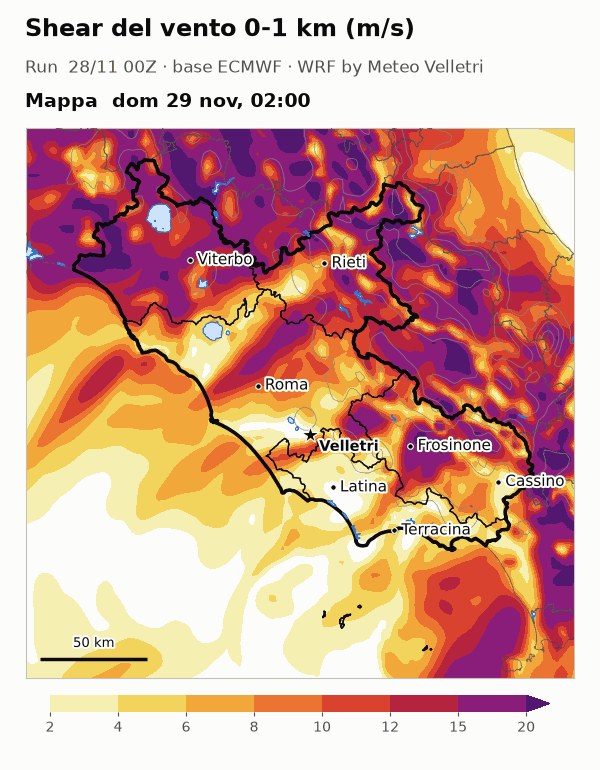 Shear del vento 0-1 km (m/s)
Run  28/11 00Z · base ECMWF · WRF by Meteo Velletri
Mappa  dom 29 nov, 02:00
Viterbo
Rieti
Roma
Velletri
Frosinone
Cassino
Latina
Terracina
50 km
2 4 6 8 10 12 15 20